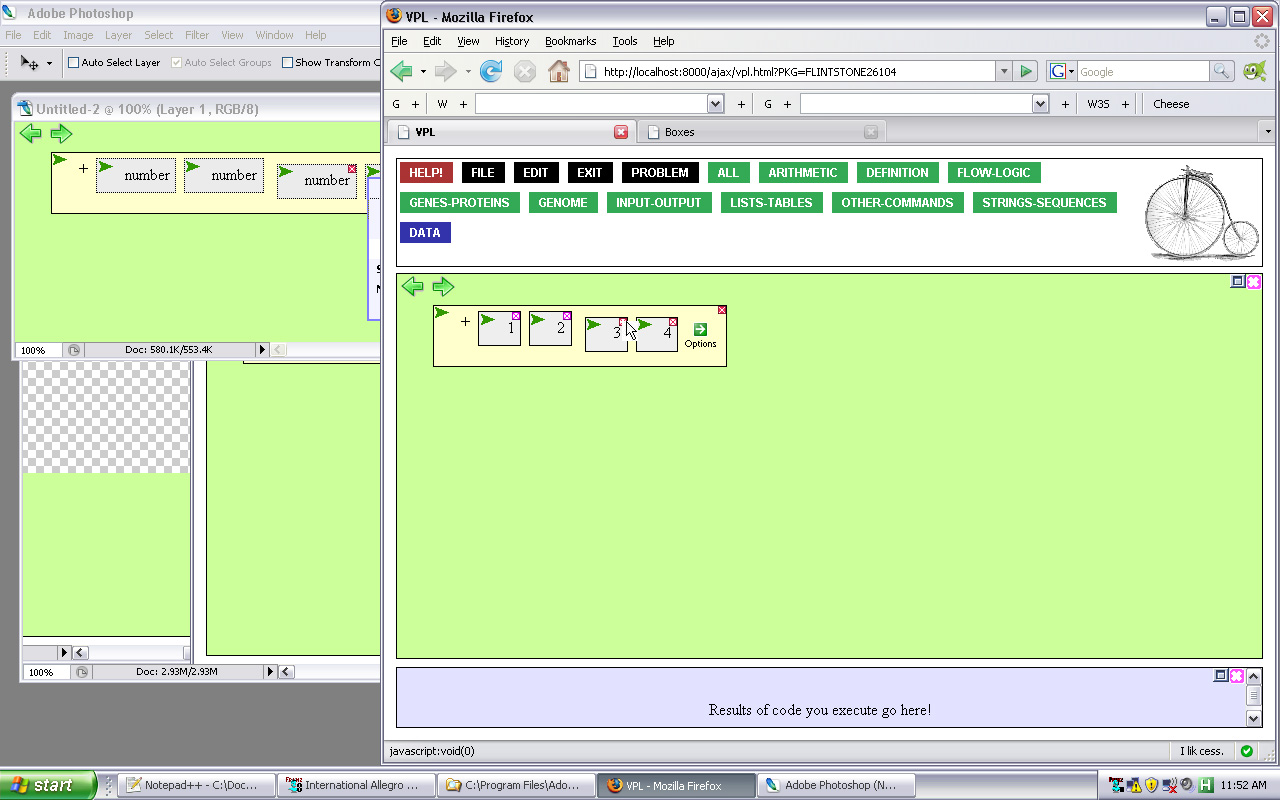 Adobe Photoshop
File Edit Image Layer Select Filter View Window Help
Auto Select Layer Auto Select Groups Show Transform C
Untitled-2 @ 100% (Layer 1, RGB/8)
+ number number number
100% Doc: 580.1K/553.4K
100% Doc: 2.93M/2.93M
VPL - Mozilla Firefox
File Edit View History Bookmarks Tools Help
http://localhost:8000/ajax/vpl.html?PKG=FLINTSTONE26104
G Google
G + W + + G + + W3S + Cheese
VPL Boxes
HELP! FILE EDIT EXIT PROBLEM ALL ARITHMETIC DEFINITION FLOW-LOGIC
GENES-PROTEINS GENOME INPUT-OUTPUT LISTS-TABLES OTHER-COMMANDS STRINGS-SEQUENCES
DATA
+ 1 2 3 4
Options
Results of code you execute go here!
javascript:void(0) I lik cess.
start Notepad++ - C:\Doc... International Allegro ... C:\Program Files\Ado... VPL - Mozilla Firefox Adobe Photoshop (N... 11:52 AM